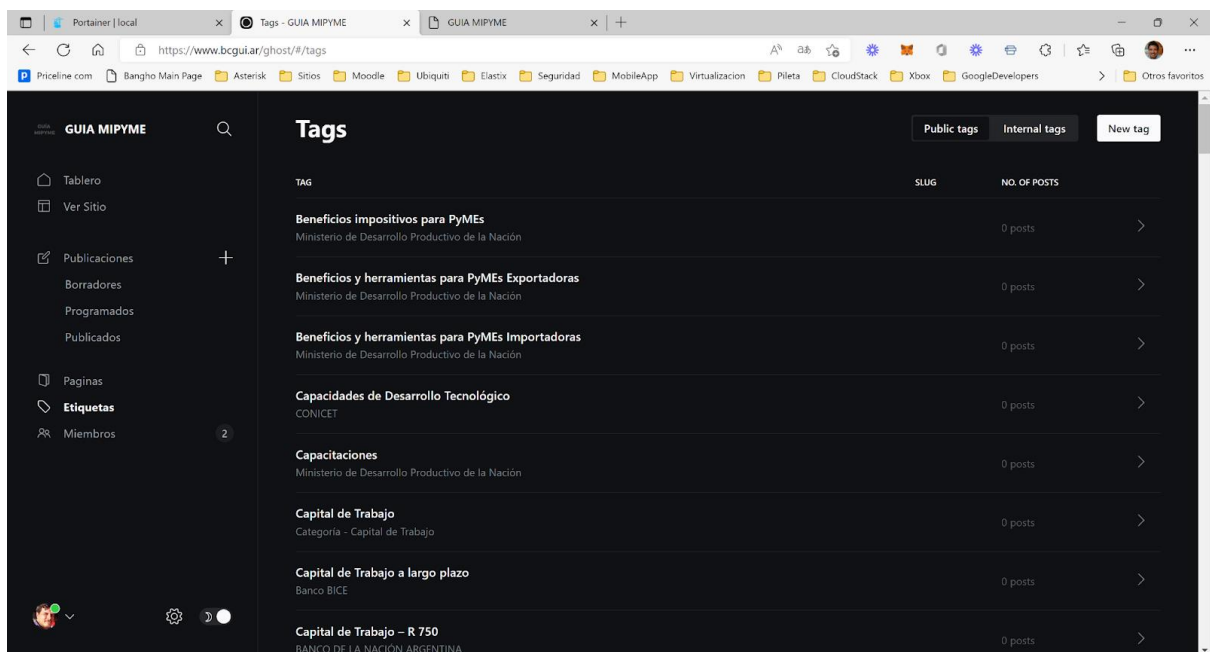 Portainer | local
Tags - GUIA MIPYME
GUIA MIPYME
https://www.bcgui.ar/ghost/#/tags
Priceline com
Bangho Main Page
Asterisk
Sitios
Moodle
Ubiquiti
Elastix
Seguridad
MobileApp
Virtualizacion
Pileta
CloudStack
Xbox
GoogleDevelopers
Otros favoritos
GUIA MIPYME
Tablero
Ver Sitio
Publicaciones
Borradores
Programados
Publicados
Paginas
Etiquetas
Miembros 2
Tags
Public tags
Internal tags
New tag
TAG SLUG NO. OF POSTS
Beneficios impositivos para PyMEs
Ministerio de Desarrollo Productivo de la Nación
0 posts
Beneficios y herramientas para PyMEs Exportadoras
Ministerio de Desarrollo Productivo de la Nación
0 posts
Beneficios y herramientas para PyMEs Importadoras
Ministerio de Desarrollo Productivo de la Nación
0 posts
Capacidades de Desarrollo Tecnológico
CONICET
0 posts
Capacitaciones
Ministerio de Desarrollo Productivo de la Nación
0 posts
Capital de Trabajo
Categoría - Capital de Trabajo
0 posts
Capital de Trabajo a largo plazo
Banco BICE
0 posts
Capital de Trabajo – R 750
BANCO DE LA NACIÓN ARGENTINA
0 posts